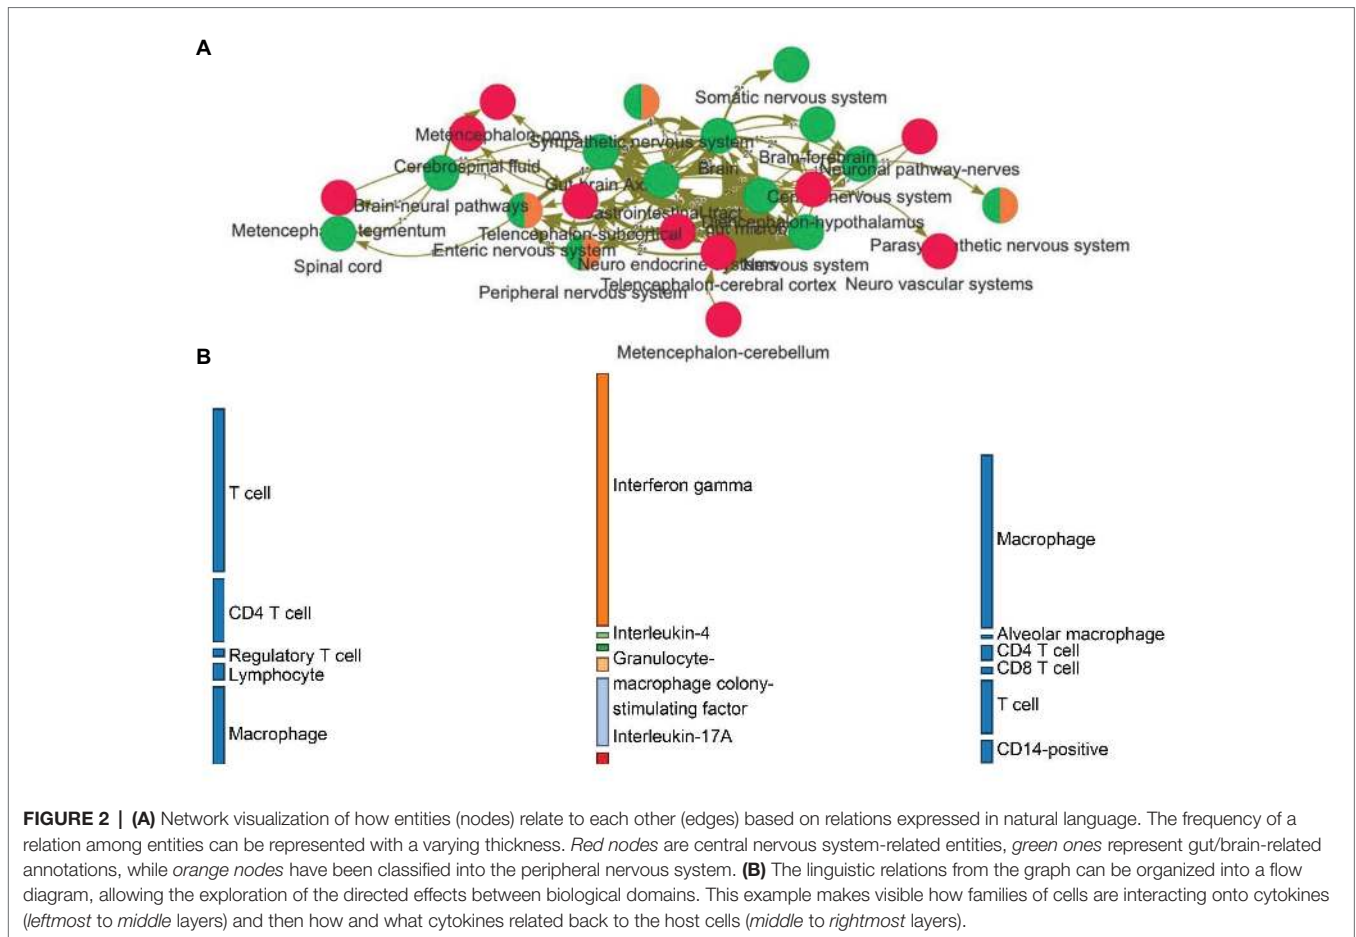 A
Somatic nervous system
Metencephalon-pons
Sympathetic nervous system
Brain-forebrain
Cerebrospinal fluid
Brain
Neuronal pathway-nerves
Gut brain
Brain-neural pathways
nervous system
Gastrointestinal tract
Diencephalon-hypothalamus
Telencephalon-subcortical
Enteric nervous system
Spinal cord
Neuro endocrine
Nervous system
nervous system
Peripheral nervous system
Telencephalon-cerebral cortex
Neuro vascular systems
Metencephalon-cerebellum
B
T cell
CD4 T cell
Regulatory T cell
Lymphocyte
Macrophage
Interferon gamma
Interleukin-4
Granulocyte-
macrophage colony-
stimulating factor
Interleukin-17A
Macrophage
Alveolar macrophage
CD4 T cell
CD8 T cell
T cell
CD14-positive
FIGURE 2 | (A) Network visualization of how entities (nodes) relate to each other (edges) based on relations expressed in natural language. The frequency of a
relation among entities can be represented with a varying thickness. Red nodes are central nervous system-related entities, green ones represent gut/brain-related
annotations, while orange nodes have been classified into the peripheral nervous system. (B) The linguistic relations from the graph can be organized into a flow
diagram, allowing the exploration of the directed effects between biological domains. This example makes visible how families of cells are interacting onto cytokines
(leftmost to middle layers) and then how and what cytokines related back to the host cells (middle to rightmost layers).